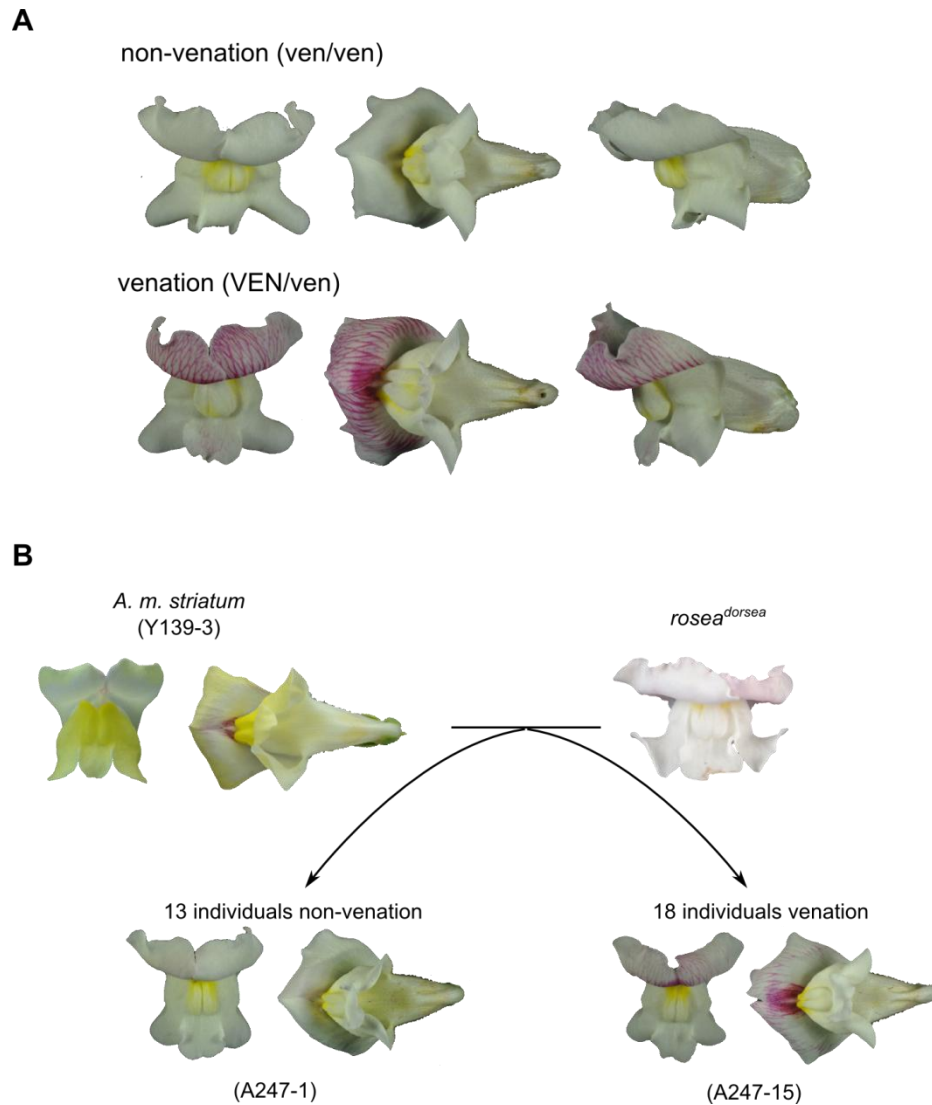 A
non-venation (ven/ven)
venation (VEN/ven)
B
A. m. striatum
(Y139-3)
rosea^dorsea
13 individuals non-venation
18 individuals venation
(A247-1)
(A247-15)